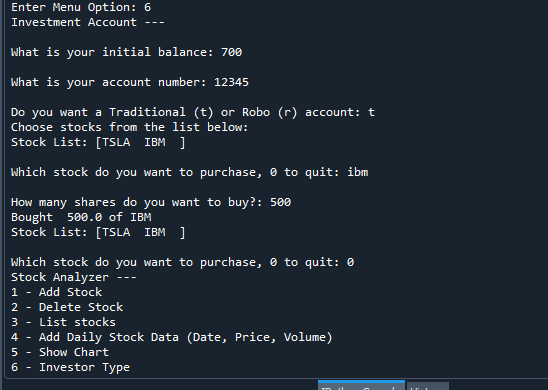 Enter Menu Option: 6
Investment Account ---
What is your initial balance: 700
What is your account number: 12345
Do you want a Traditional (t) or Robo (r) account: t
Choose stocks from the list below:
Stock List: [TSLA  IBM  ]
Which stock do you want to purchase, 0 to quit: ibm
How many shares do you want to buy?: 500
Bought  500.0 of IBM
Stock List: [TSLA  IBM  ]
Which stock do you want to purchase, 0 to quit: 0
Stock Analyzer ---
1 - Add Stock
2 - Delete Stock
3 - List stocks
4 - Add Daily Stock Data (Date, Price, Volume)
5 - Show Chart
6 - Investor Type